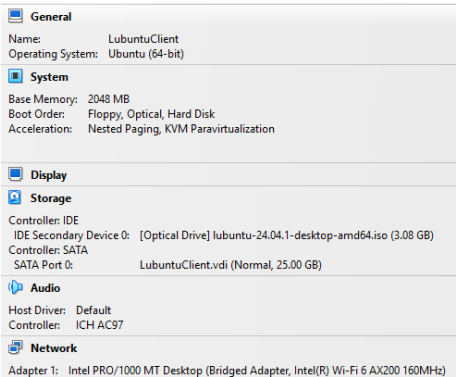 General
Name: LubuntuClient
Operating System: Ubuntu (64-bit)
System
Base Memory: 2048 MB
Boot Order: Floppy, Optical, Hard Disk
Acceleration: Nested Paging, KVM Paravirtualization
Display
Storage
Controller: IDE
IDE Secondary Device 0: [Optical Drive] lubuntu-24.04.1-desktop-amd64.iso (3.08 GB)
Controller: SATA
SATA Port 0: LubuntuClient.vdi (Normal, 25.00 GB)
Audio
Host Driver: Default
Controller: ICH AC97
Network
Adapter 1: Intel PRO/1000 MT Desktop (Bridged Adapter, Intel(R) Wi-Fi 6 AX200 160MHz)